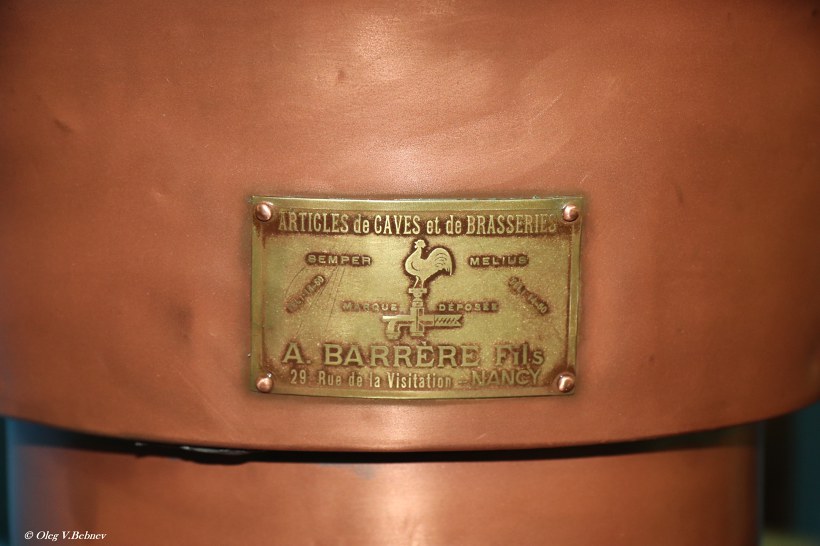 ARTICLES de CAVES et de BRASSERIES
SEMPER MELIUS
MARQUE DÉPOSÉE
A. BARRÈRE Fils
29 Rue de la Visitation - NANCY
© Oleg V.Bebnev